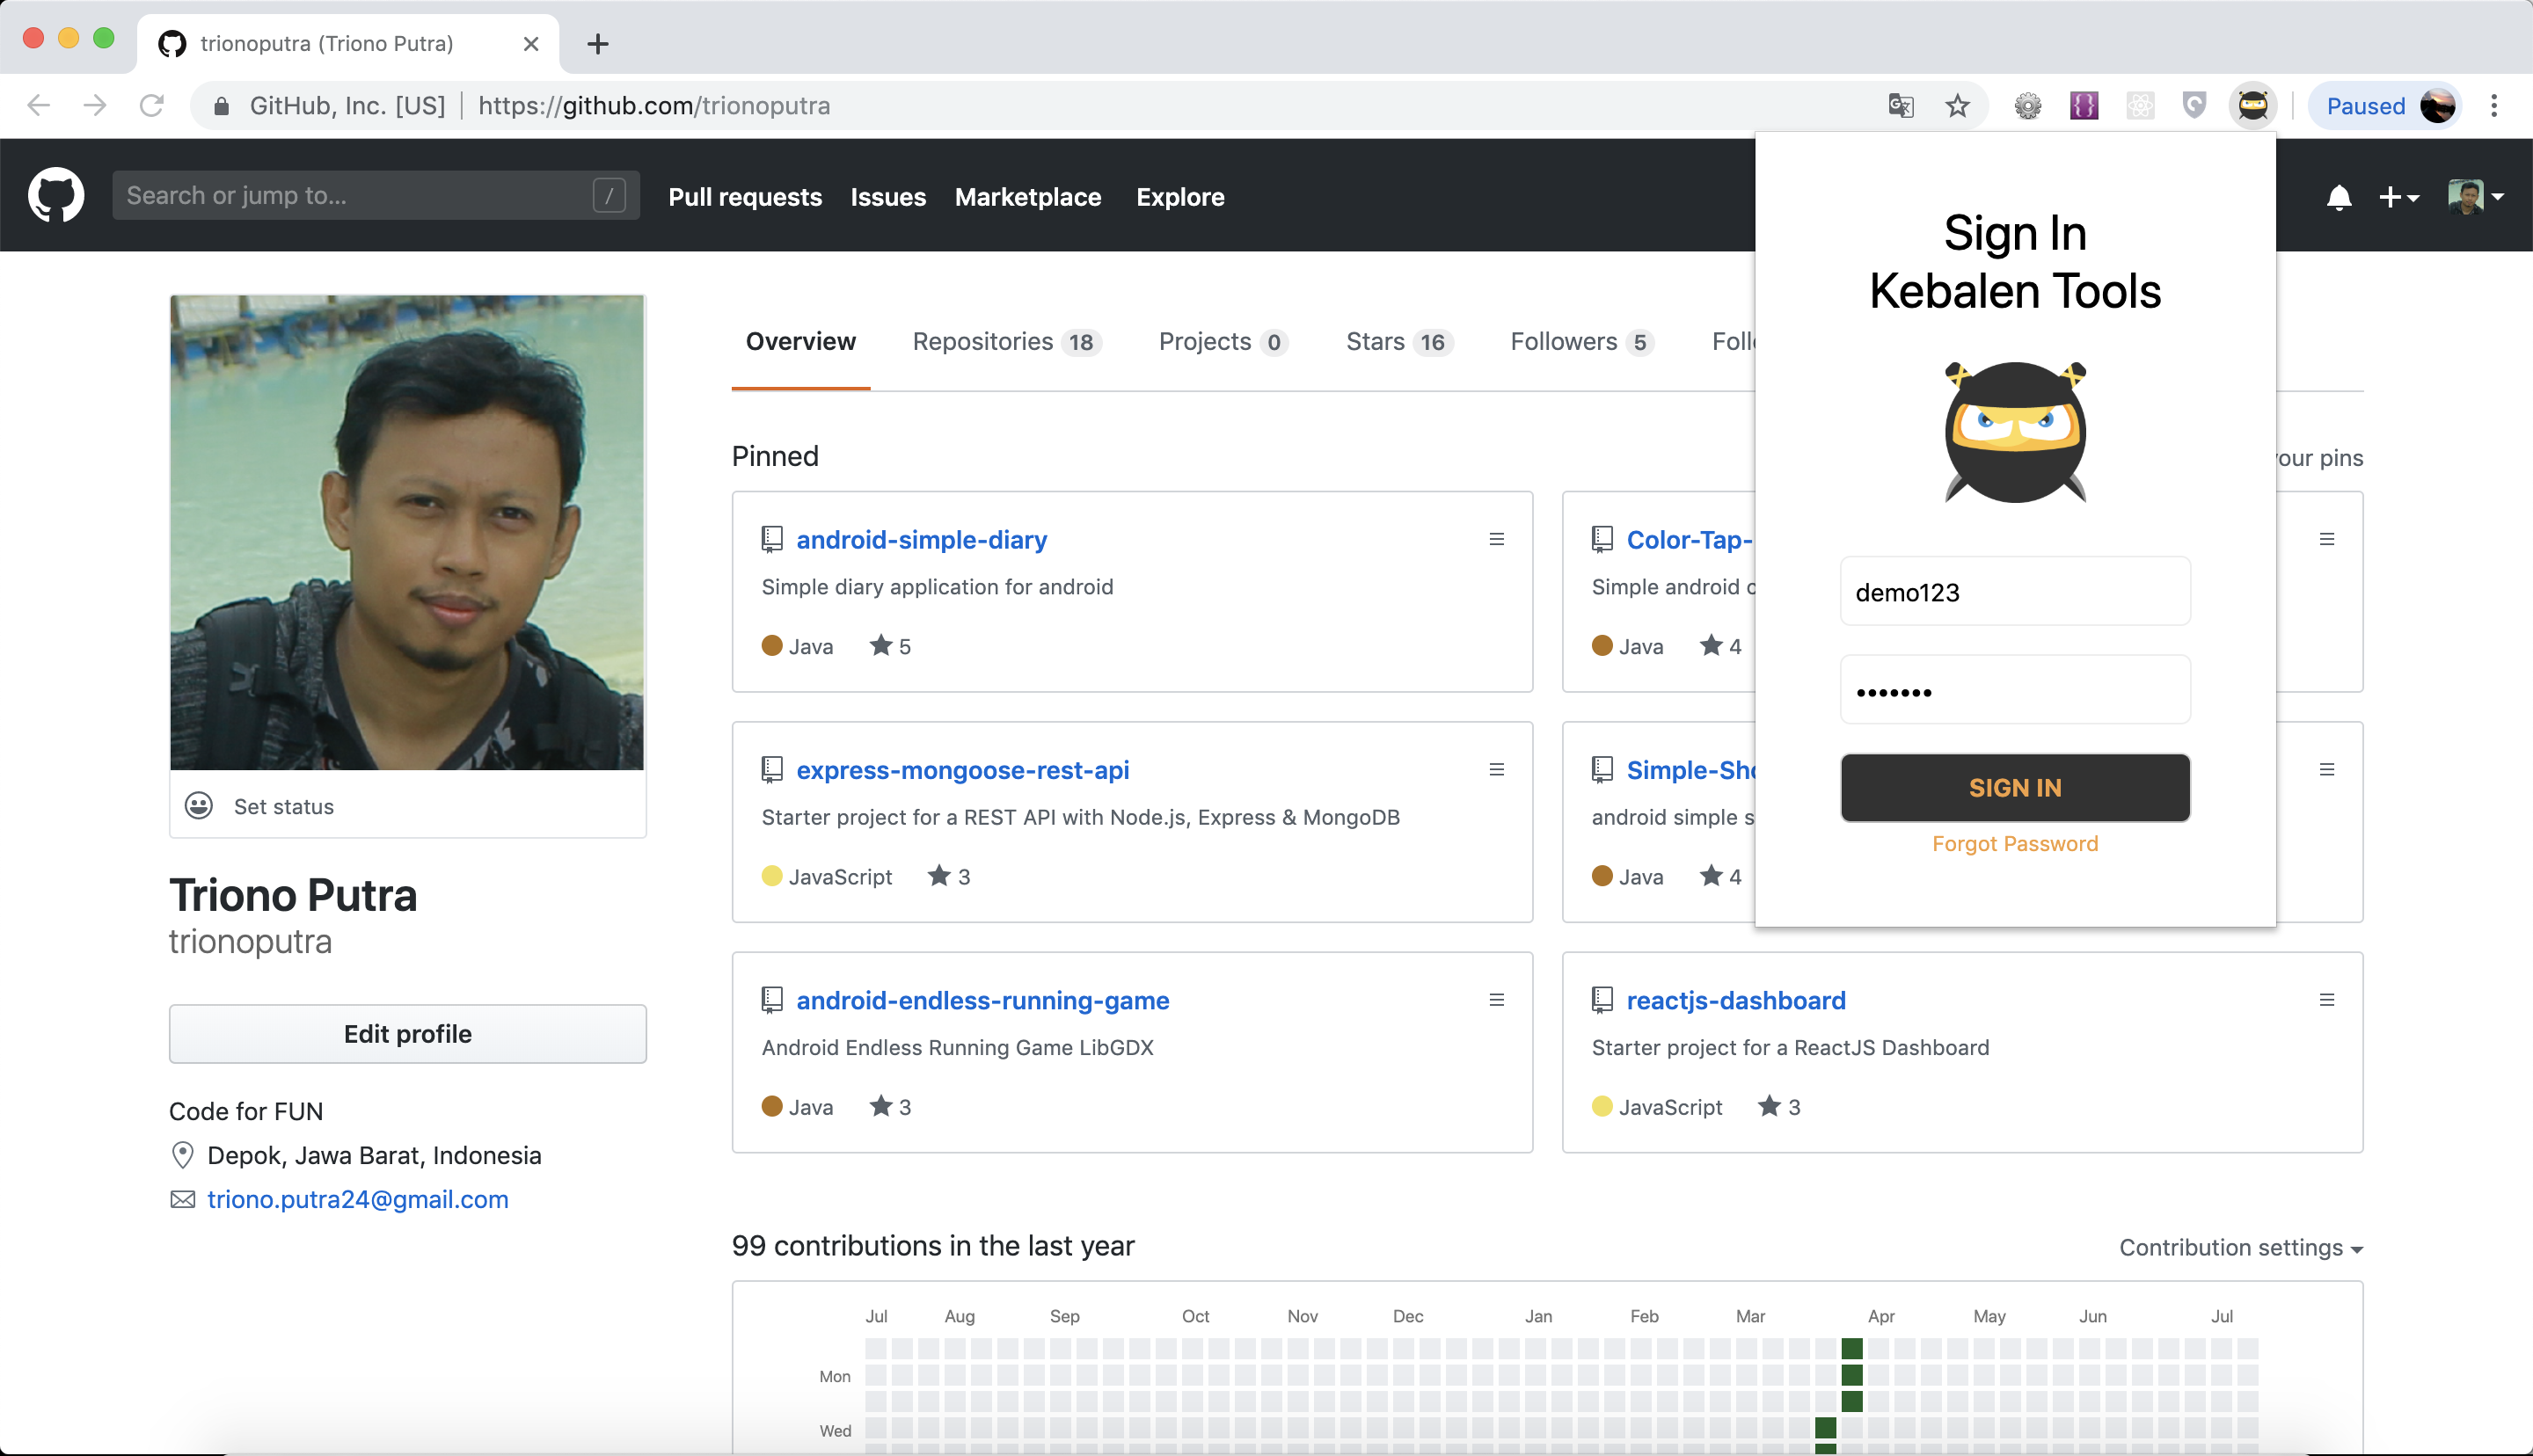 trionoputra (Triono Putra)
GitHub, Inc. [US] https://github.com/trionoputra
Paused
Search or jump to... /
Pull requests Issues Marketplace Explore
Sign In
Kebalen Tools
demo123
•••••••
SIGN IN
Forgot Password
Set status
Triono Putra
trionoputra
Edit profile
Code for FUN
Depok, Jawa Barat, Indonesia
triono.putra24@gmail.com
Overview Repositories 18 Projects 0 Stars 16 Followers 5
Pinned
your pins
android-simple-diary
Simple diary application for android
Java 5
Color-Tap-
Simple android
Java 4
express-mongoose-rest-api
Starter project for a REST API with Node.js, Express & MongoDB
JavaScript 3
android simple
Java 4
android-endless-running-game
Android Endless Running Game LibGDX
Java 3
reactjs-dashboard
Starter project for a ReactJS Dashboard
JavaScript 3
99 contributions in the last year
Contribution settings
Jul Aug Sep Oct Nov Dec Jan Feb Mar Apr May Jun Jul
Mon
Wed